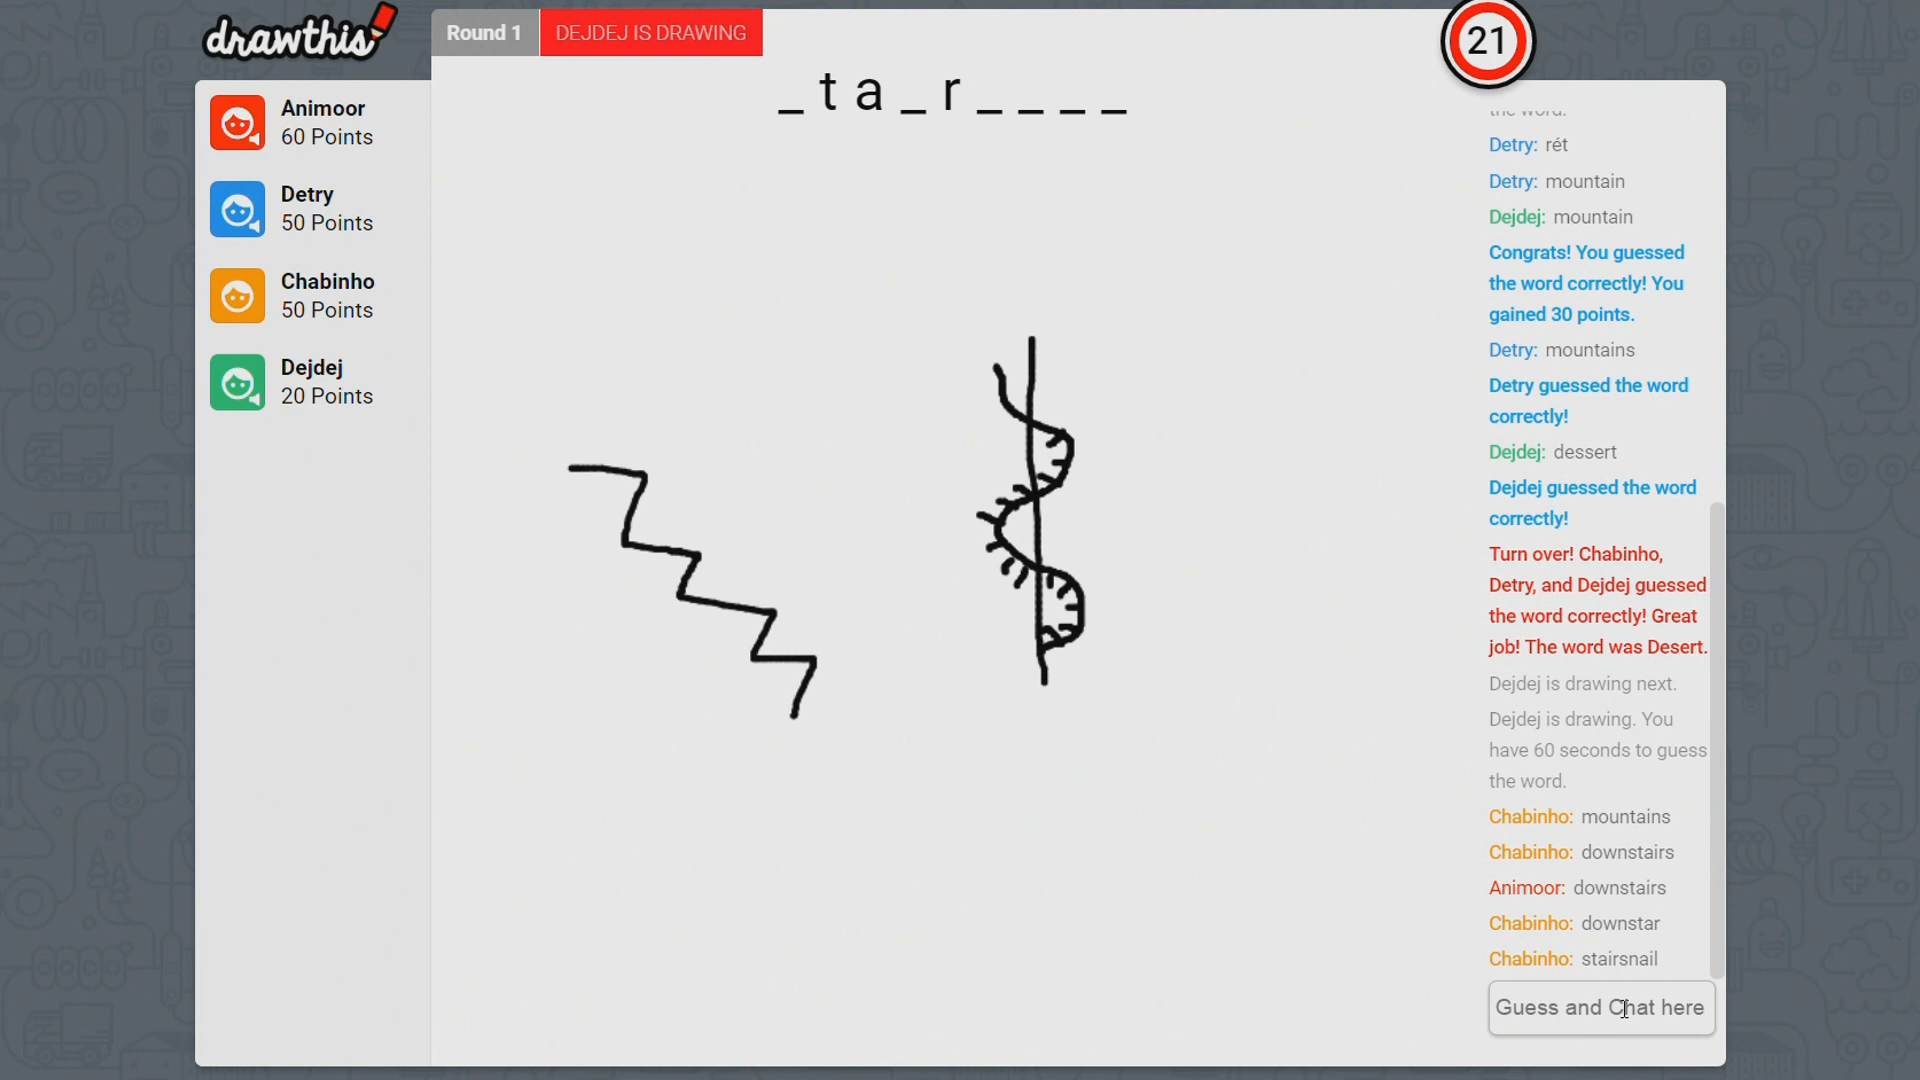 drawthis
Round 1
DEJDEJ IS DRAWING
21
_ t a _ r _ _ _ _
Animoor
60 Points
Detry
50 Points
Chabinho
50 Points
Dejdej
20 Points
the word.
Detry: rét
Detry: mountain
Dejdej: mountain
Congrats! You guessed
the word correctly! You
gained 30 points.
Detry: mountains
Detry guessed the word
correctly!
Dejdej: dessert
Dejdej guessed the word
correctly!
Turn over! Chabinho,
Detry, and Dejdej guessed
the word correctly! Great
job! The word was Desert.
Dejdej is drawing next.
Dejdej is drawing. You
have 60 seconds to guess
the word.
Chabinho: mountains
Chabinho: downstairs
Animoor: downstairs
Chabinho: downstar
Chabinho: stairsnail
Guess and Chat here